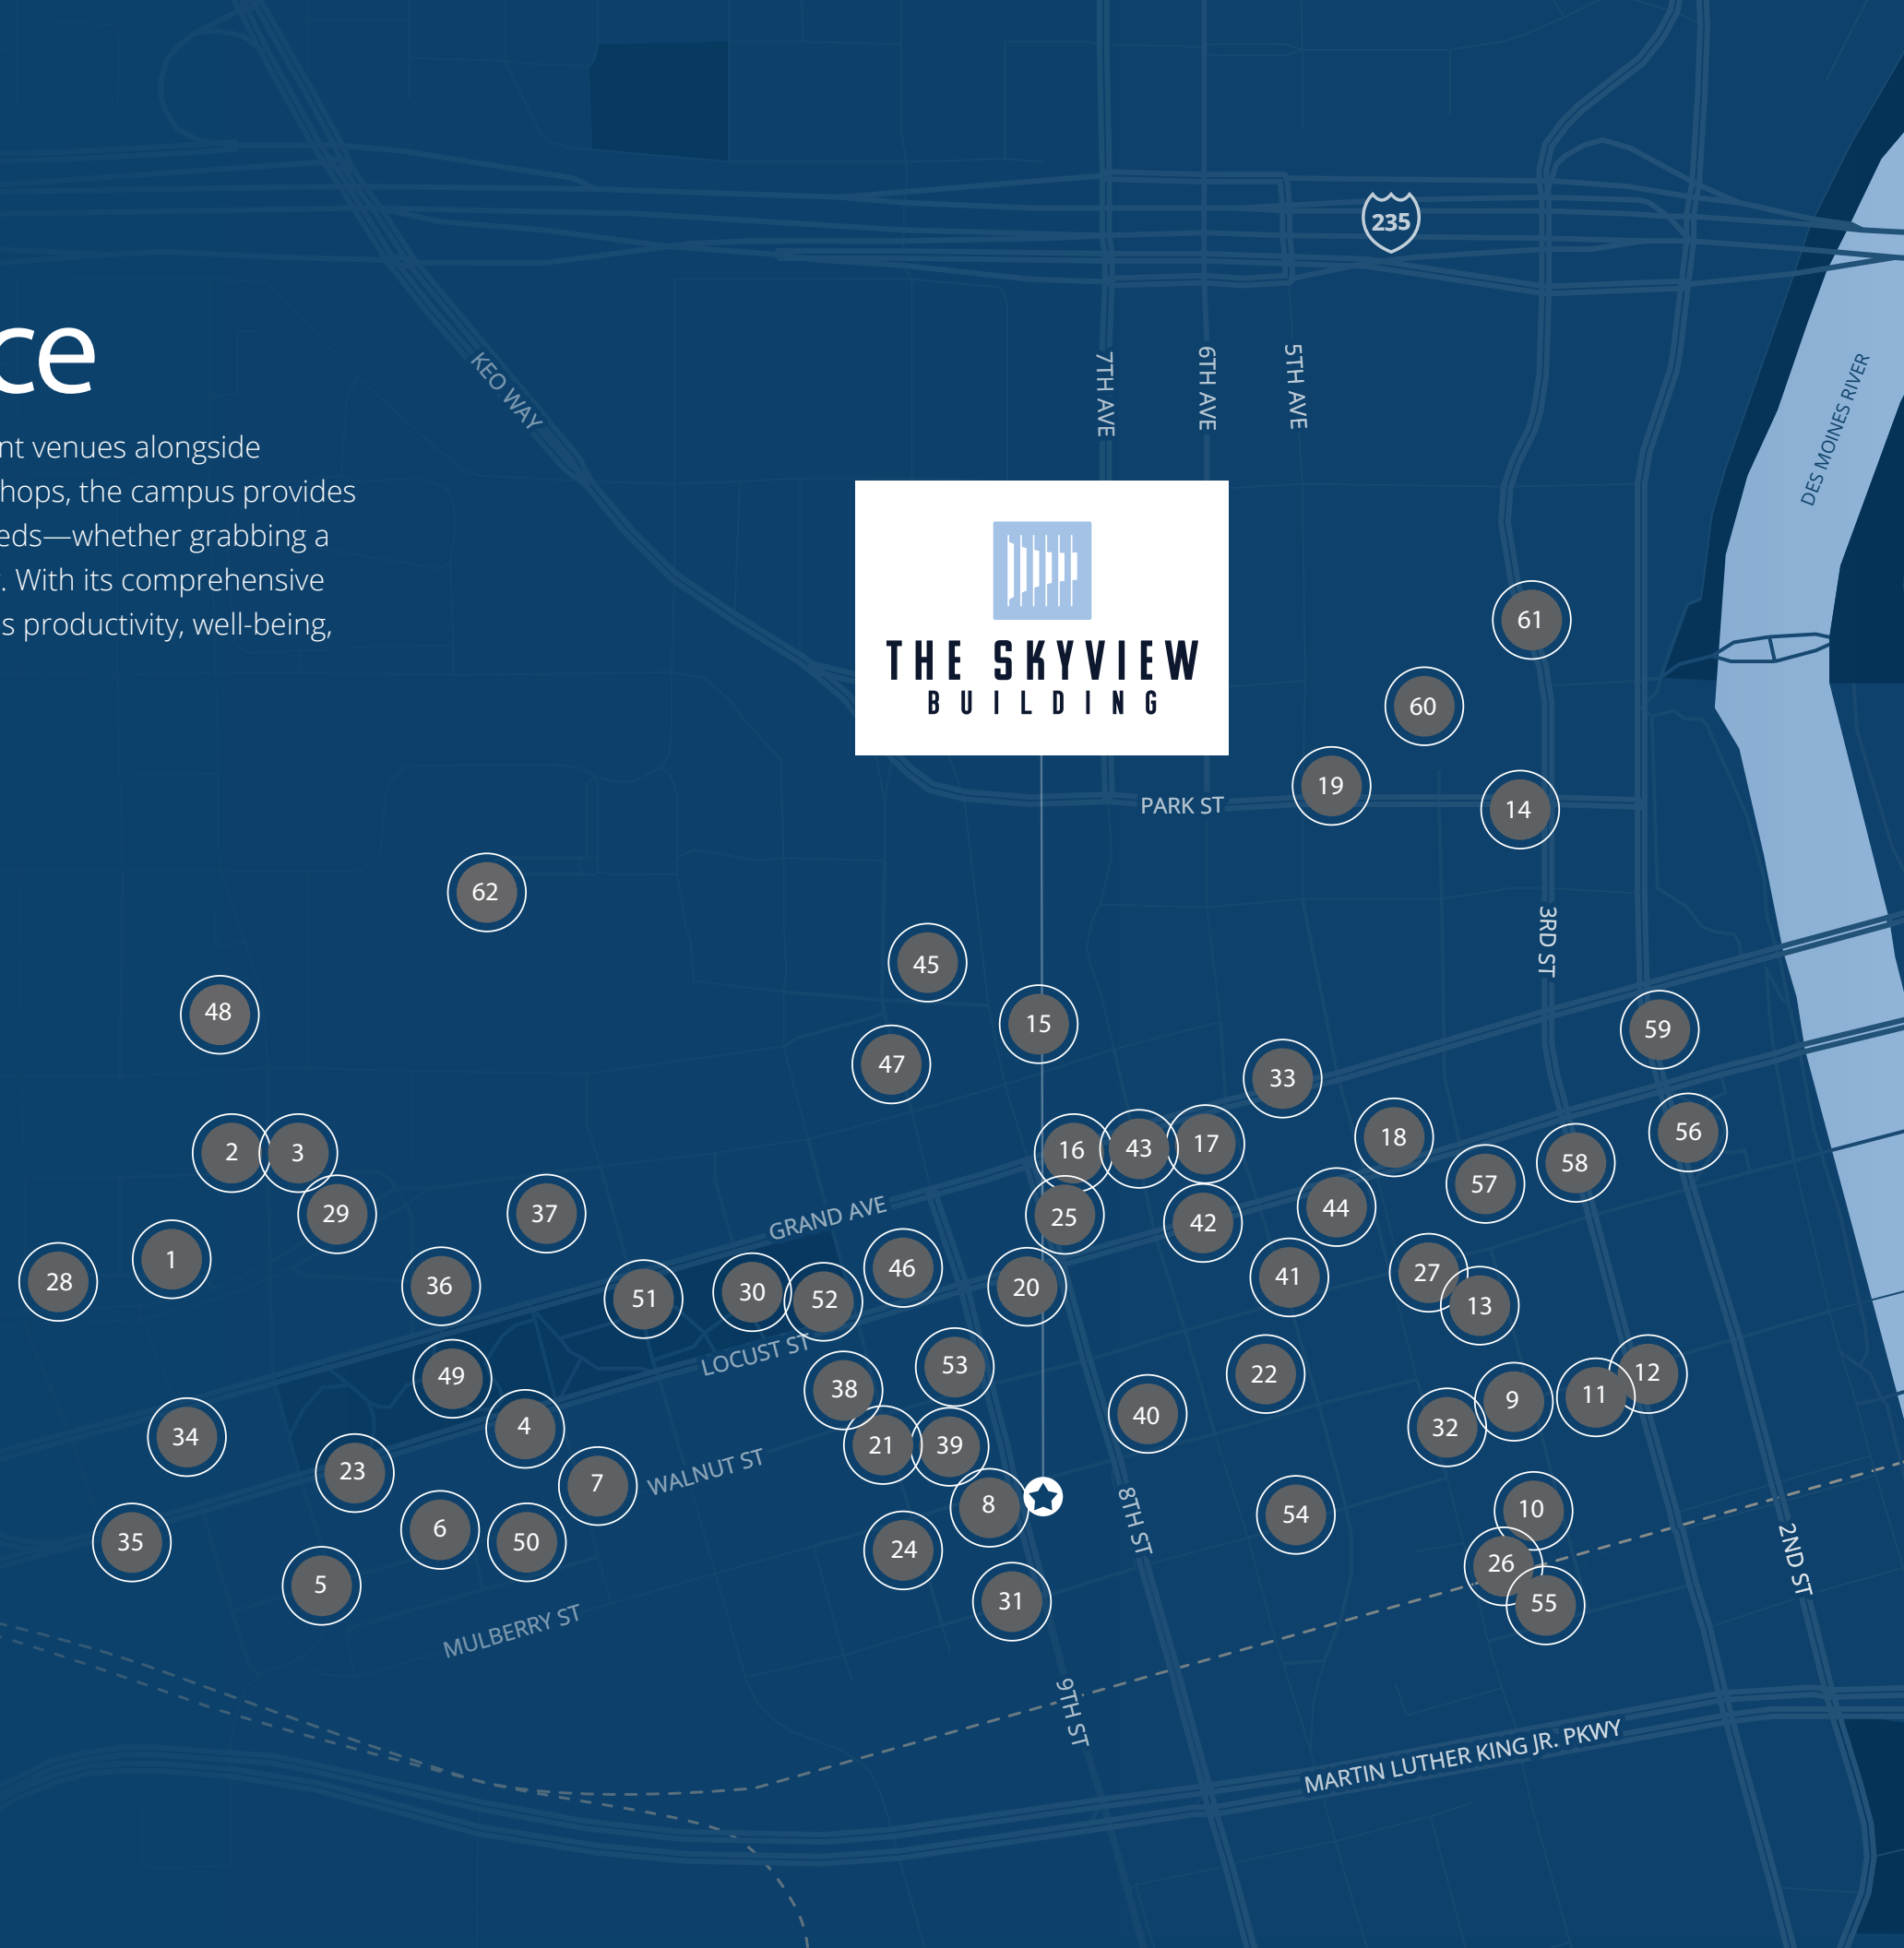 235
7TH AVE
6TH AVE
5TH AVE
KEO WAY
DES MOINES RIVER
ce
nt venues alongside
hops, the campus provides
eds—whether grabbing a
. With its comprehensive
s productivity, well-being,
THE SKYVIEW
BUILDING
61
60
19
14
PARK ST
62
3RD ST
45
48
15
59
47
33
56
18
17
43
16
2
3
58
57
29
37
44
25
42
GRAND AVE
1
28
46
27
41
36
20
30
51
52
13
LOCUST ST
53
12
22
49
38
11
9
40
4
32
34
21
39
23
WALNUT ST
7
8
10
54
8TH ST
6
50
35
24
2ND ST
26
5
31
55
MULBERRY ST
9TH ST
MARTIN LUTHER KING JR. PKWY